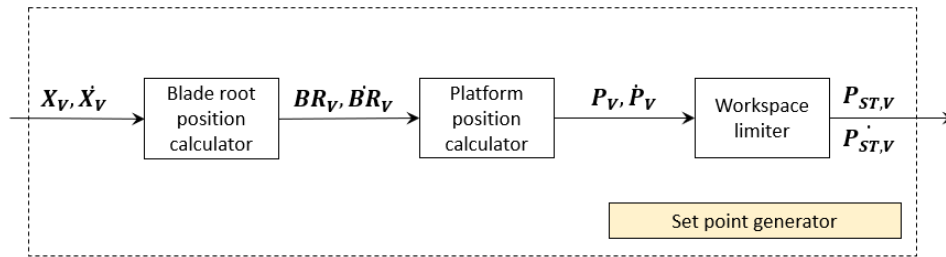 X_V, Ẋ_V
Blade root
position
calculator
BR_V, BṘ_V
Platform
position
calculator
P_V, Ṗ_V
Workspace
limiter
P_ST,V
Ṗ_ST,V
Set point generator